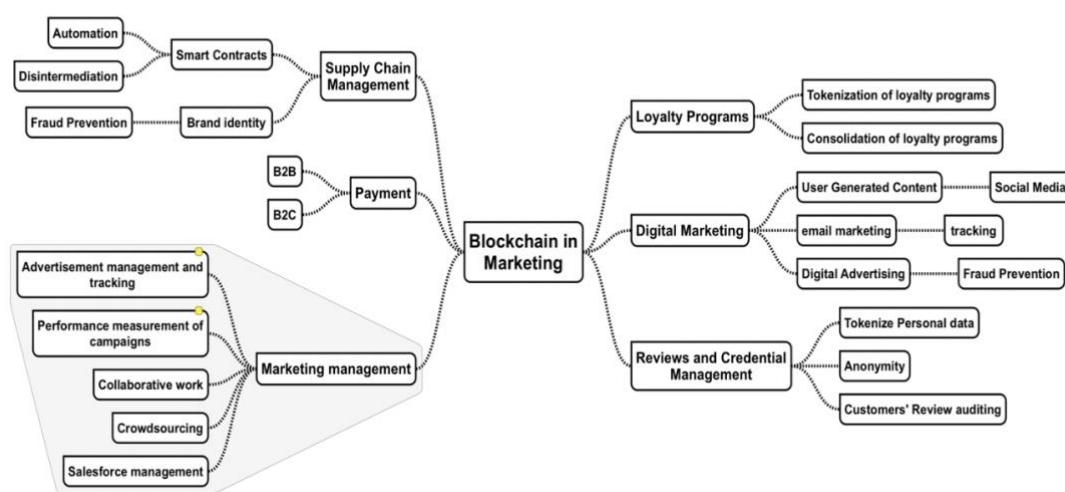 Automation
Smart Contracts
Disintermediation
Supply Chain
Management
Fraud Prevention
Brand identity
B2B
Payment
B2C
Advertisement management and
tracking
Performance measurement of
campaigns
Collaborative work
Crowdsourcing
Salesforce management
Marketing management
Blockchain in
Marketing
Loyalty Programs
Tokenization of loyalty programs
Consolidation of loyalty programs
Digital Marketing
User Generated Content
Social Media
email marketing
tracking
Digital Advertising
Fraud Prevention
Reviews and Credential
Management
Tokenize Personal data
Anonymity
Customers' Review auditing